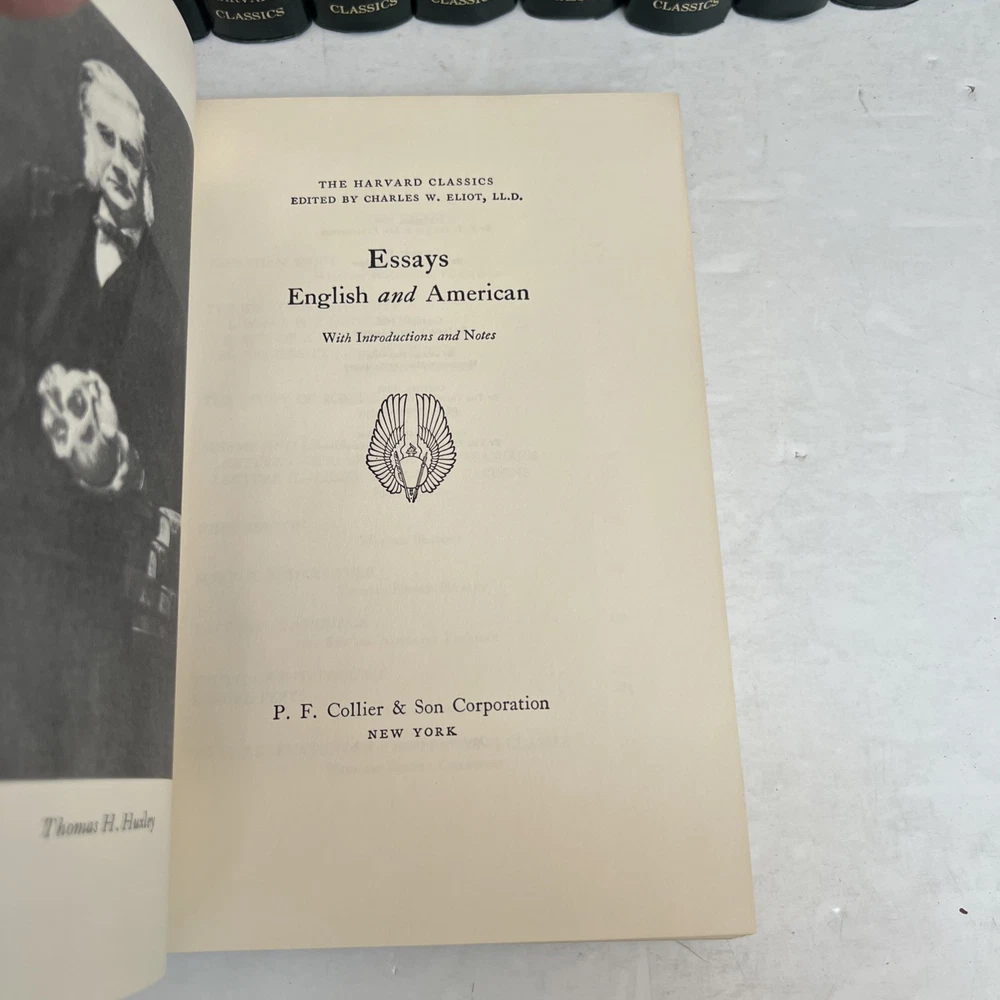 CLASSICS
CLASSICS
CLASSICS
CLASSICS
THE HARVARD CLASSICS
EDITED BY CHARLES W. ELIOT, LL.D.
Essays
English and American
With Introductions and Notes
P. F. Collier & Son Corporation
NEW YORK
Thomas H. Huxley